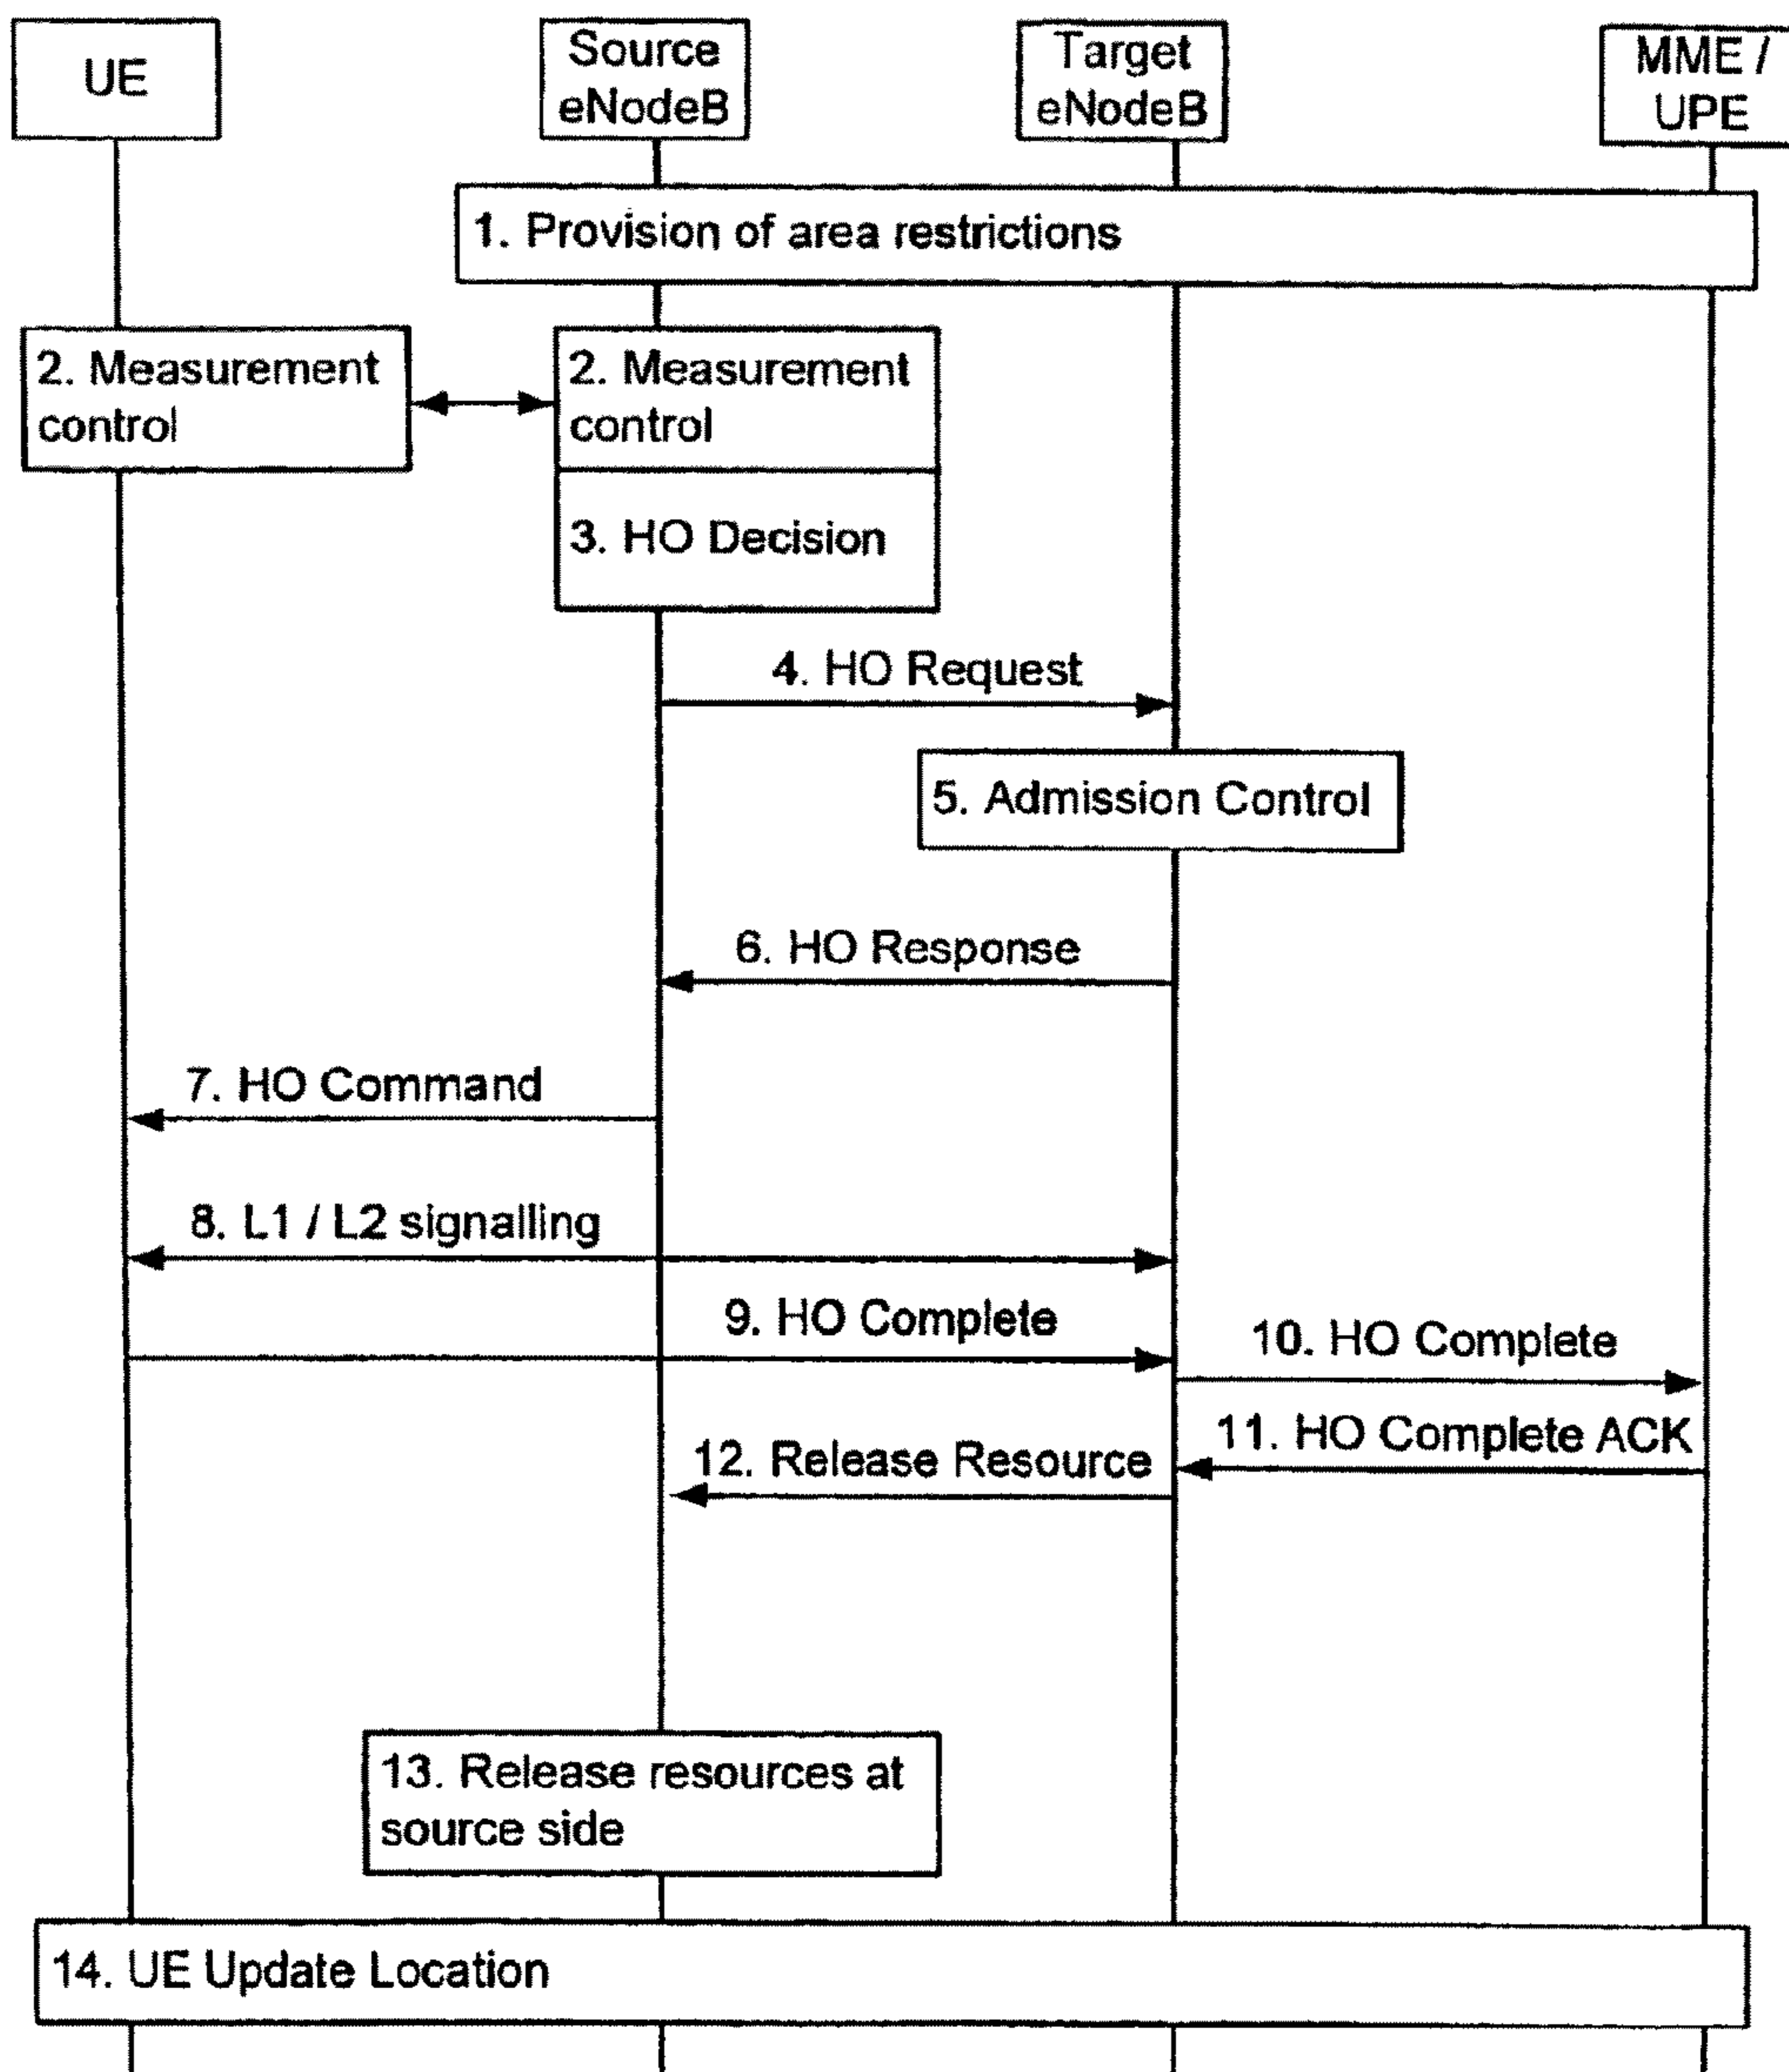 UE
Source
eNodeB
Target
eNodeB
MME /
UPE
1. Provision of area restrictions
2. Measurement
control
2. Measurement
control
3. HO Decision
4. HO Request
5. Admission Control
6. HO Response
7. HO Command
8. L1 / L2 signalling
9. HO Complete
10. HO Complete
11. HO Complete ACK
12. Release Resource
13. Release resources at
source side
14. UE Update Location